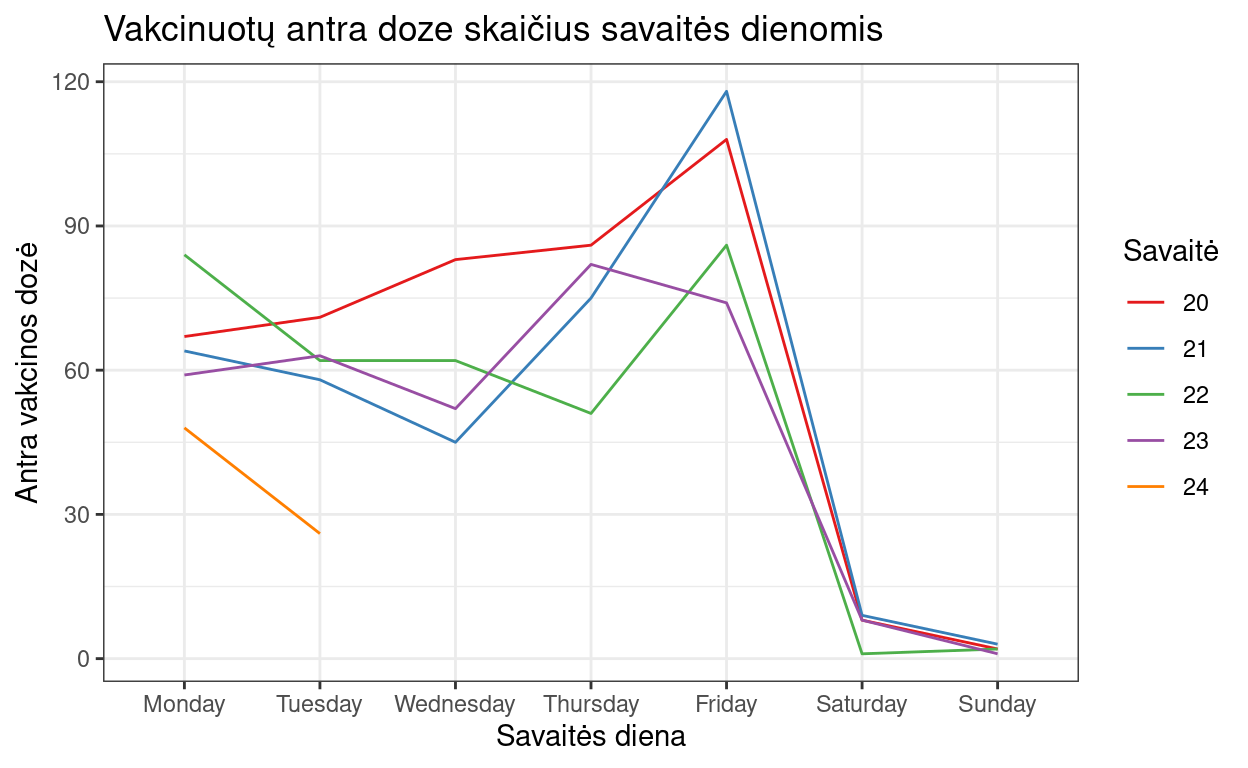 Vakcinuotų antra doze skaičius savaitės dienomis
Antra vakcinos dozė
120
90
60
30
0
Monday Tuesday Wednesday Thursday Friday Saturday Sunday
Savaitės diena
Savaitė
20
21
22
23
24